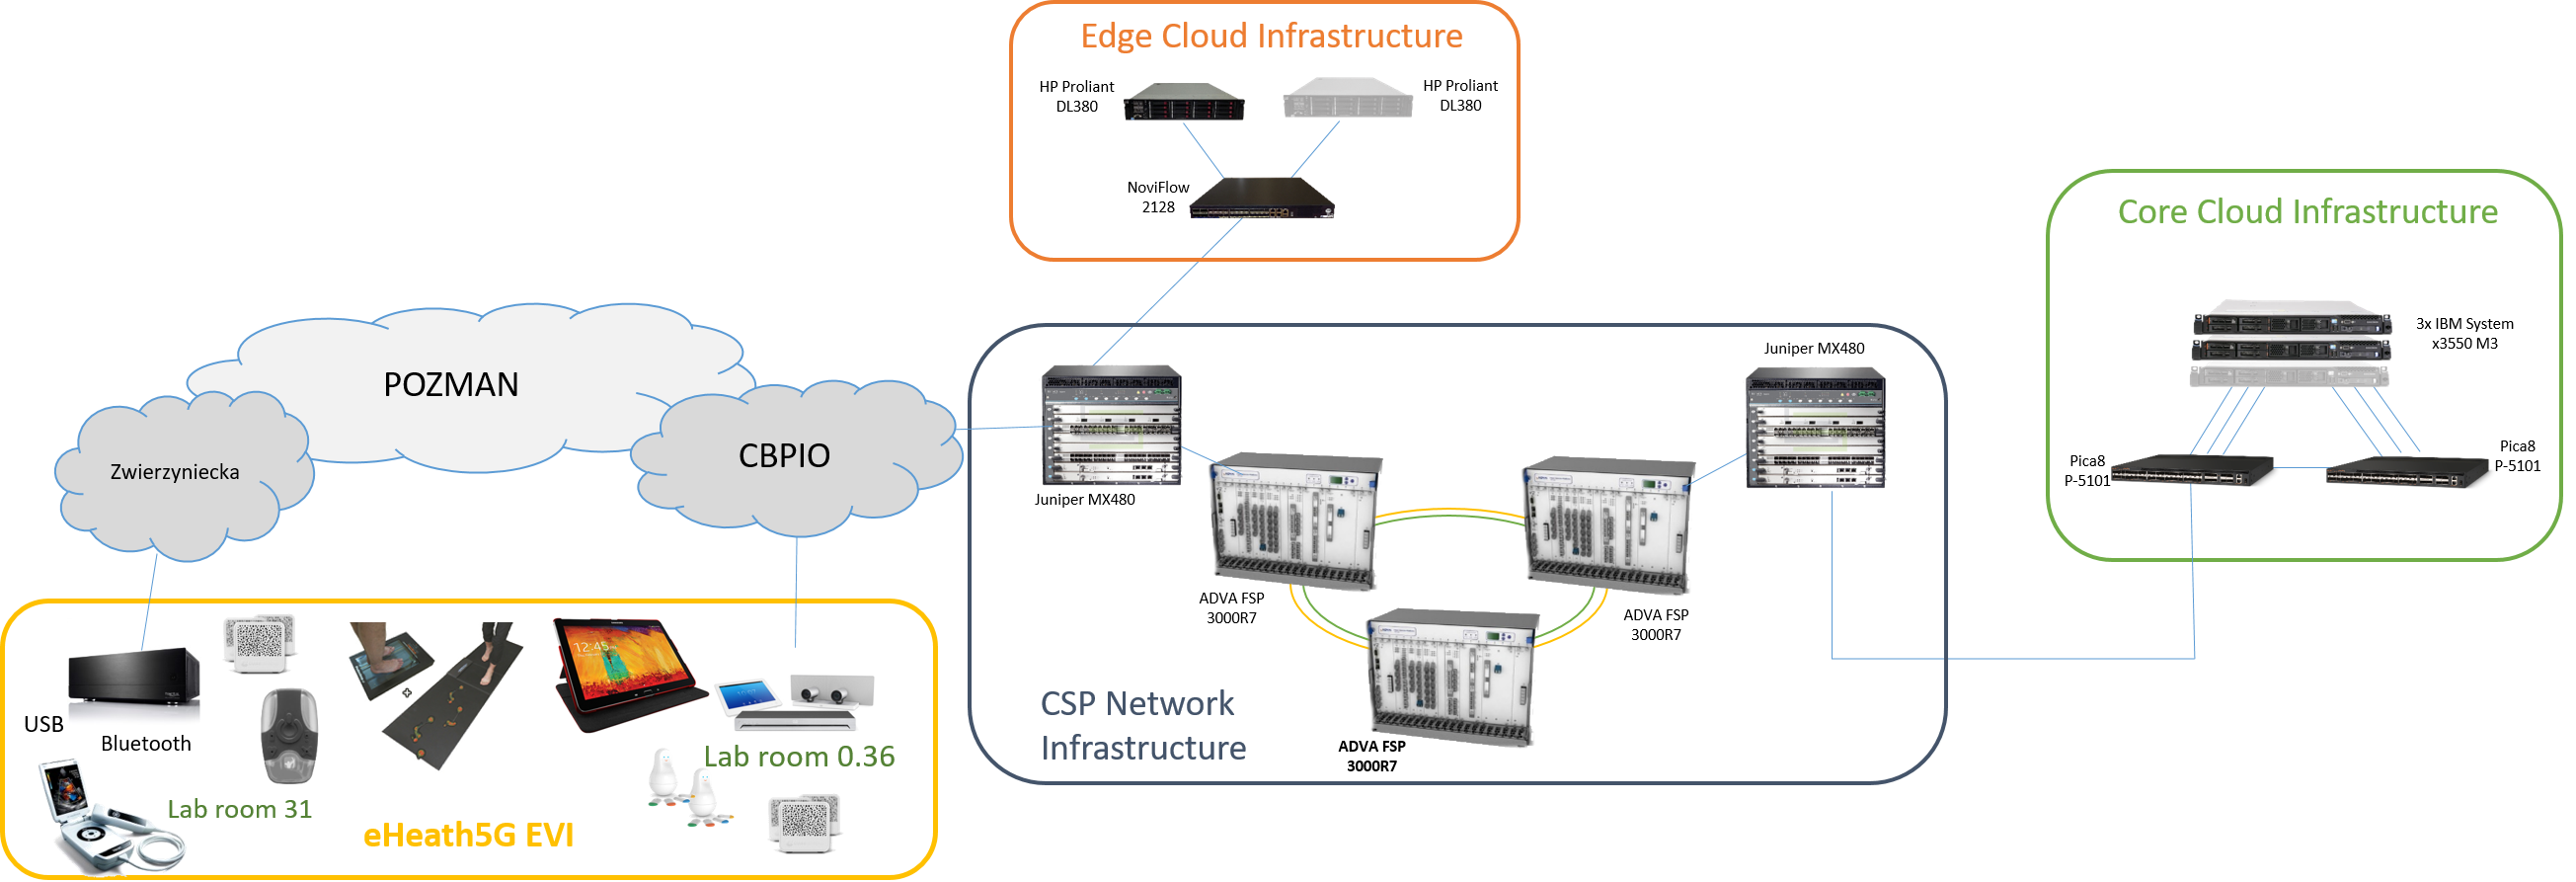 Edge Cloud Infrastructure
HP Proliant
DL380
HP Proliant
DL380
NoviFlow
2128
Core Cloud Infrastructure
3x IBM System
x3550 M3
Pica8
P-5101
Pica8
P-5101
POZMAN
Zwierzyniecka
CBPIO
Juniper MX480
Juniper MX480
ADVA FSP
3000R7
ADVA FSP
3000R7
ADVA FSP
3000R7
CSP Network
Infrastructure
USB
Bluetooth
12:45
Lab room 31
Lab room 0.36
eHeath5G EVI